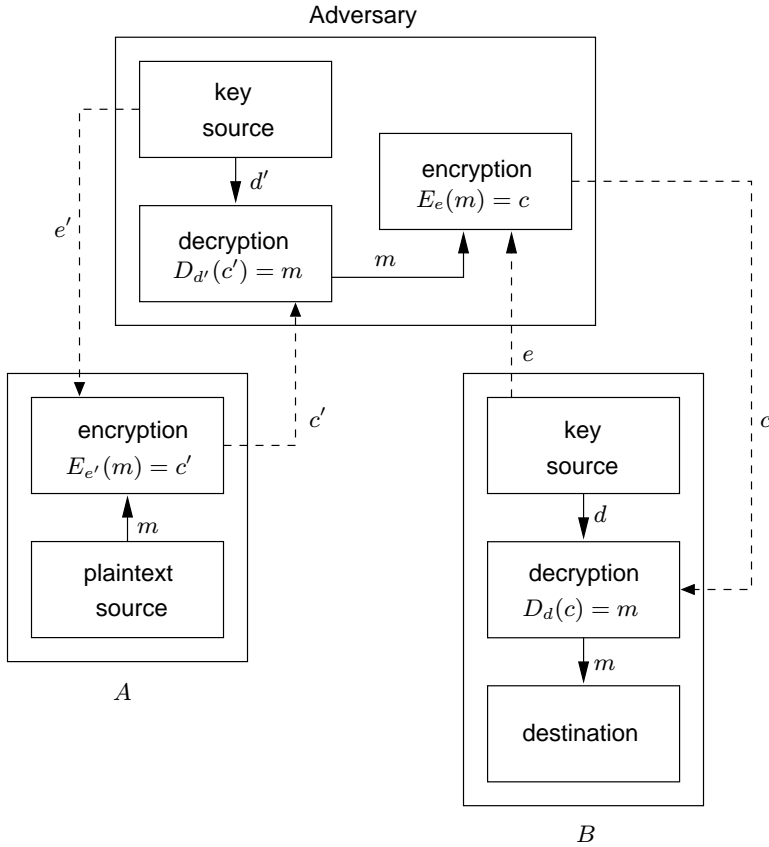 Adversary
key
source
d′
e′
encryption
E_e(m) = c
decryption
D_{d′}(c′) = m
m
e
c′
c
encryption
E_{e′}(m) = c′
m
plaintext
source
A
key
source
d
decryption
D_d(c) = m
m
destination
B